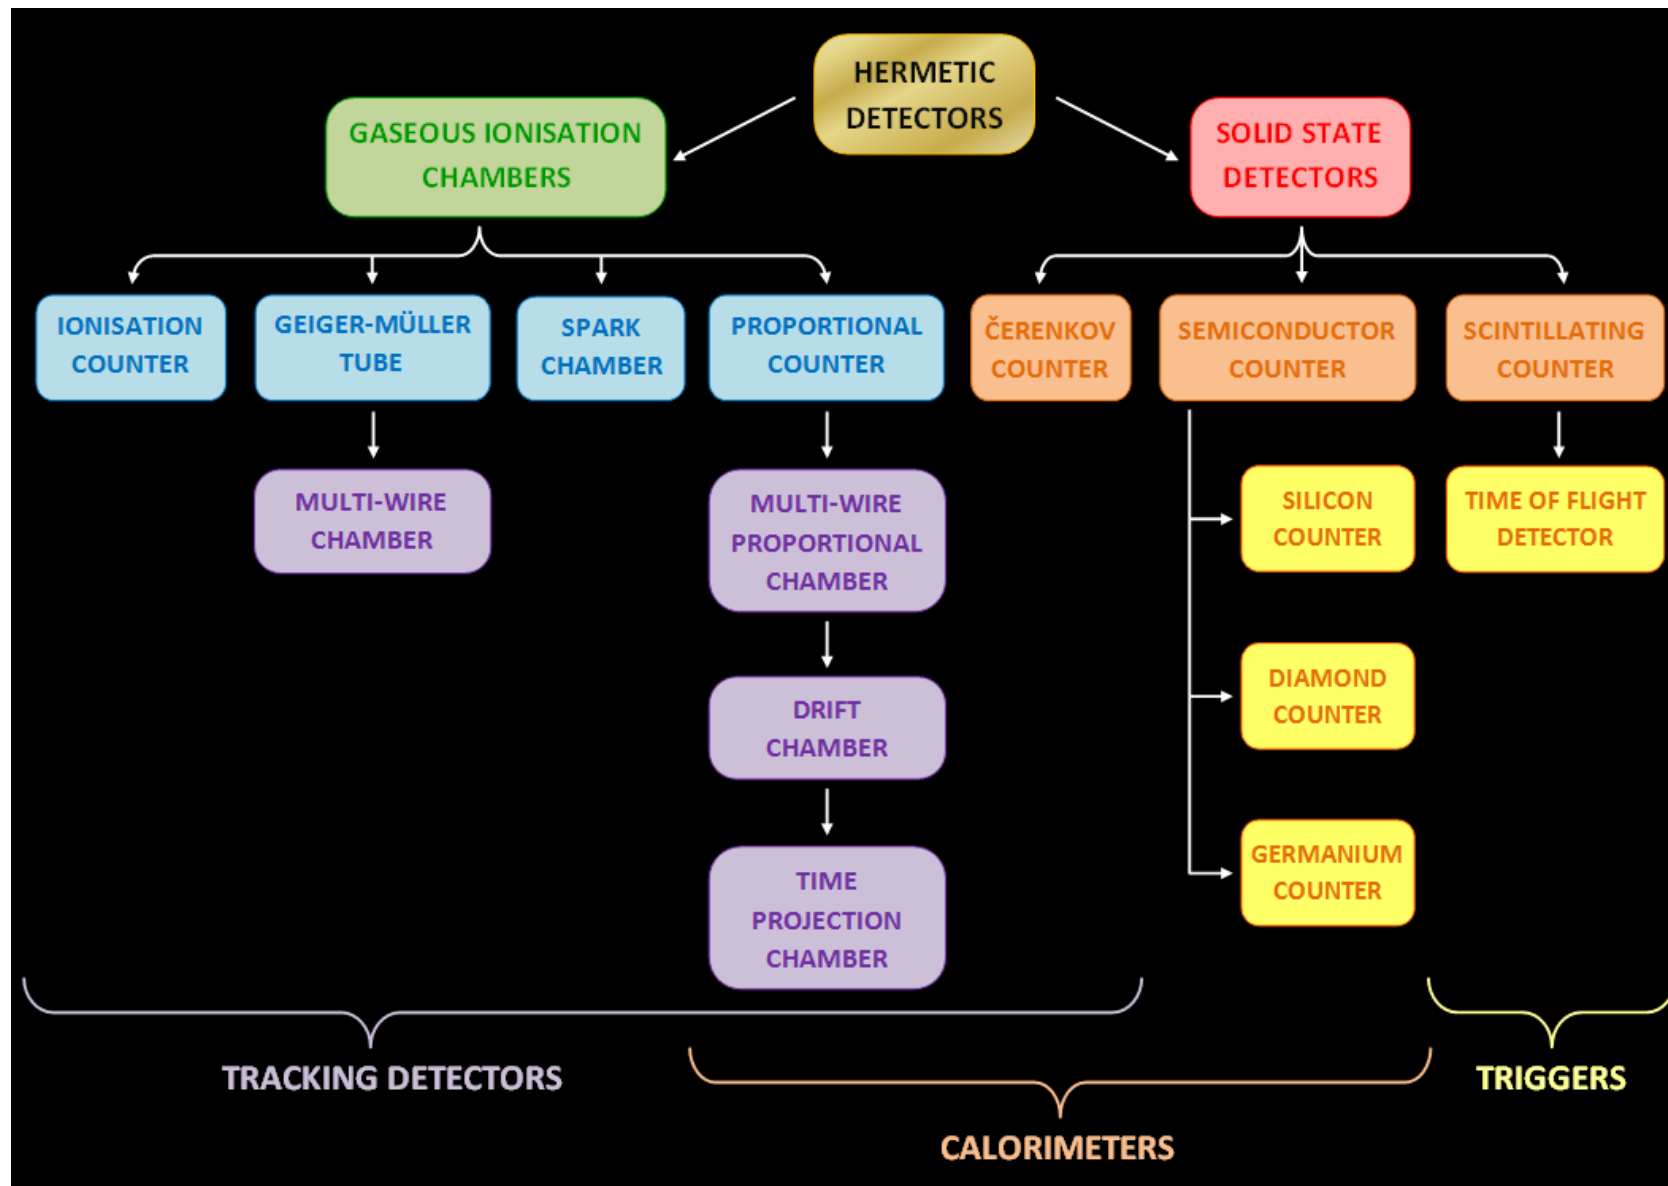 HERMETIC
DETECTORS
GASEOUS IONISATION
CHAMBERS
SOLID STATE
DETECTORS
IONISATION
COUNTER
GEIGER-MÜLLER
TUBE
SPARK
CHAMBER
PROPORTIONAL
COUNTER
ČERENKOV
COUNTER
SEMICONDUCTOR
COUNTER
SCINTILLATING
COUNTER
MULTI-WIRE
CHAMBER
MULTI-WIRE
PROPORTIONAL
CHAMBER
SILICON
COUNTER
TIME OF FLIGHT
DETECTOR
DRIFT
CHAMBER
DIAMOND
COUNTER
TIME
PROJECTION
CHAMBER
GERMANIUM
COUNTER
TRACKING DETECTORS
CALORIMETERS
TRIGGERS